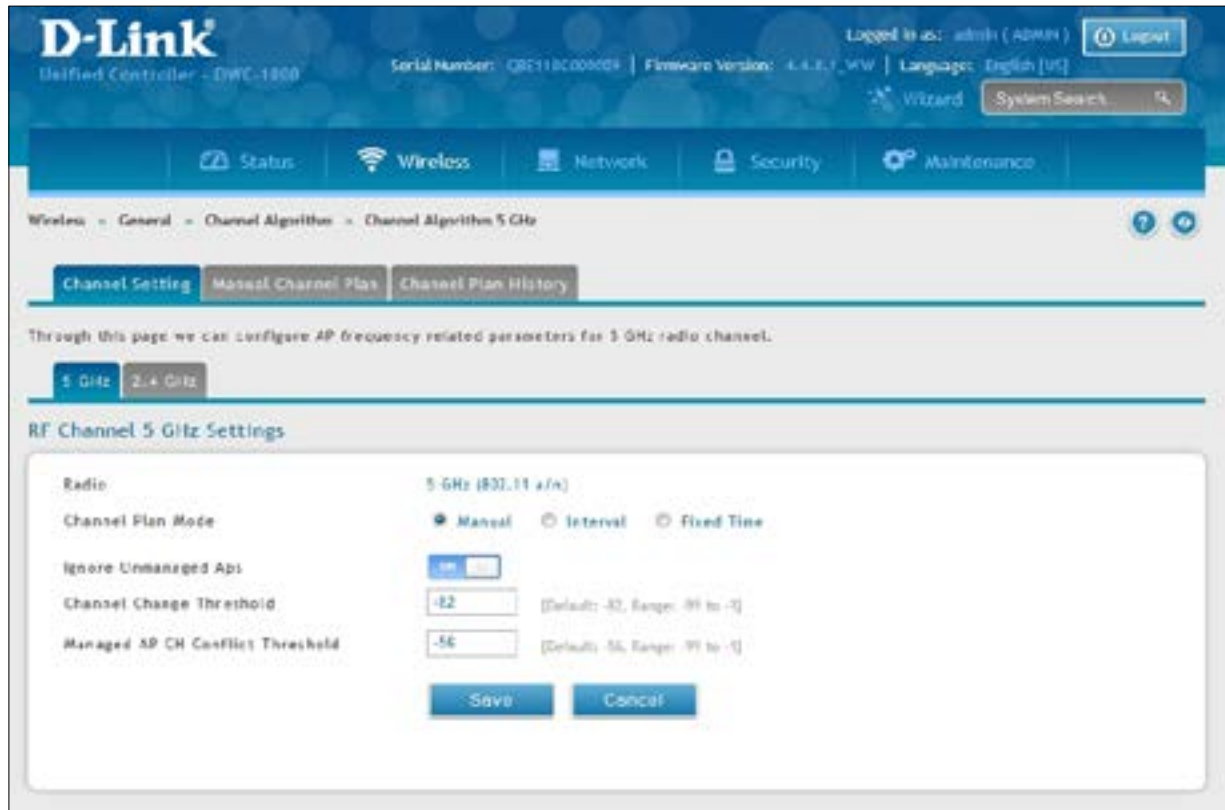 D-Link
Logged in as: admin ( ADMIN )
Logout
Unified Controller - DWC-1000
Serial Number: | Firmware Version: | Language: English [US]
Wizard
System Search
Status
Wireless
Network
Security
Maintenance
Wireless » General » Channel Algorithm » Channel Algorithm 5 GHz
Channel Setting
Manual Channel Plan
Channel Plan History
Through this page we can configure AP frequency related parameters for 5 GHz radio channel.
5 GHz
2.4 GHz
RF Channel 5 GHz Settings
Radio
5 GHz (802.11 a/n)
Channel Plan Mode
Manual
Interval
Fixed Time
Ignore Unmanaged Aps
ON
Channel Change Threshold
-82
[Default: -82, Range: -99 to -1]
Managed AP CH Conflict Threshold
-56
[Default: -56, Range: -99 to -1]
Save
Cancel